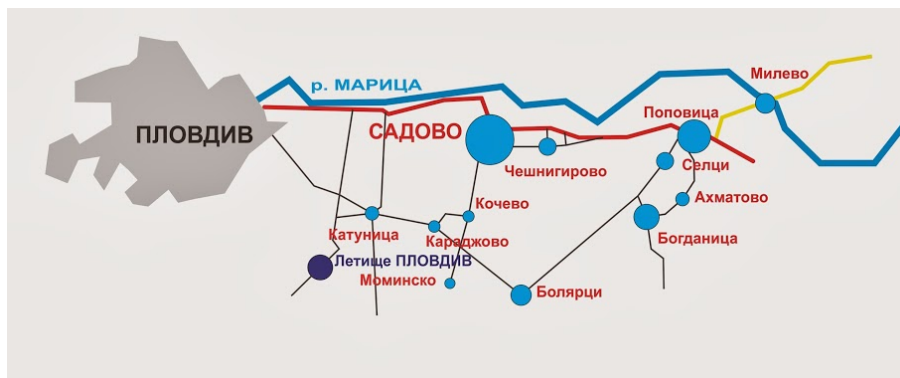 Милево
р. МАРИЦА
Поповица
ПЛОВДИВ
САДОВО
Чешнигирово
Селци
Ахматово
Кочево
Катуница
Караджово
Богданица
Летище ПЛОВДИВ
Моминско
Болярци